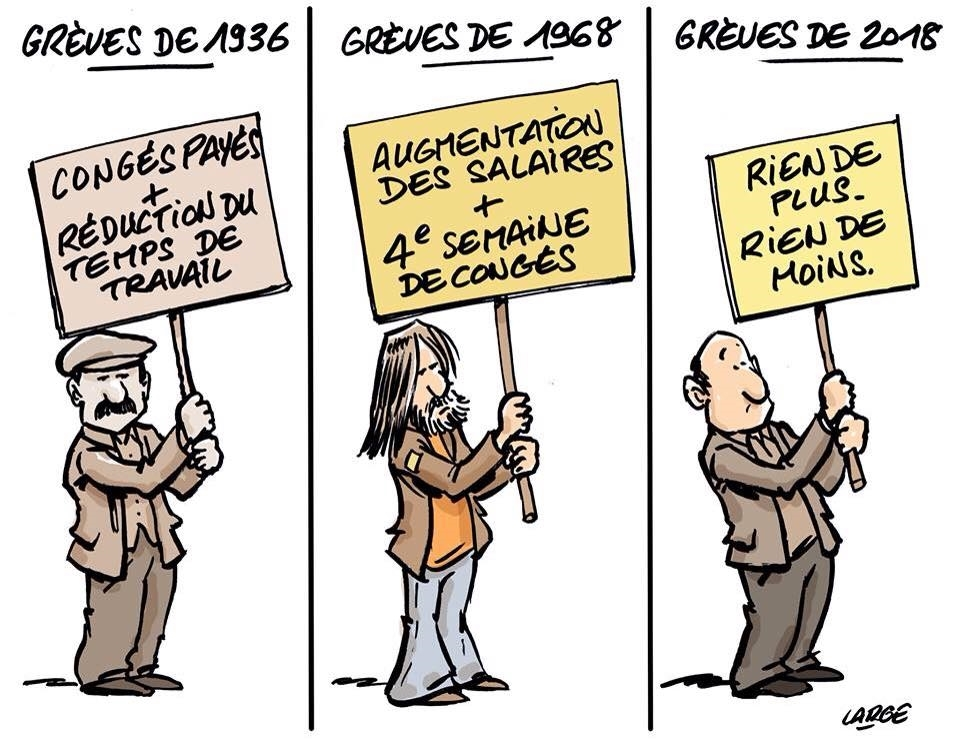 GRÈVES DE 1936
CONGÉS PAYÉS
+
RÉDUCTION DU
TEMPS DE
TRAVAIL
GRÈVES DE 1968
AUGMENTATION
DES SALAIRES
+
4e SEMAINE
DE CONGÉS
GRÈVES DE 2018
RIEN DE
PLUS.
RIEN DE
MOINS.
LARGE